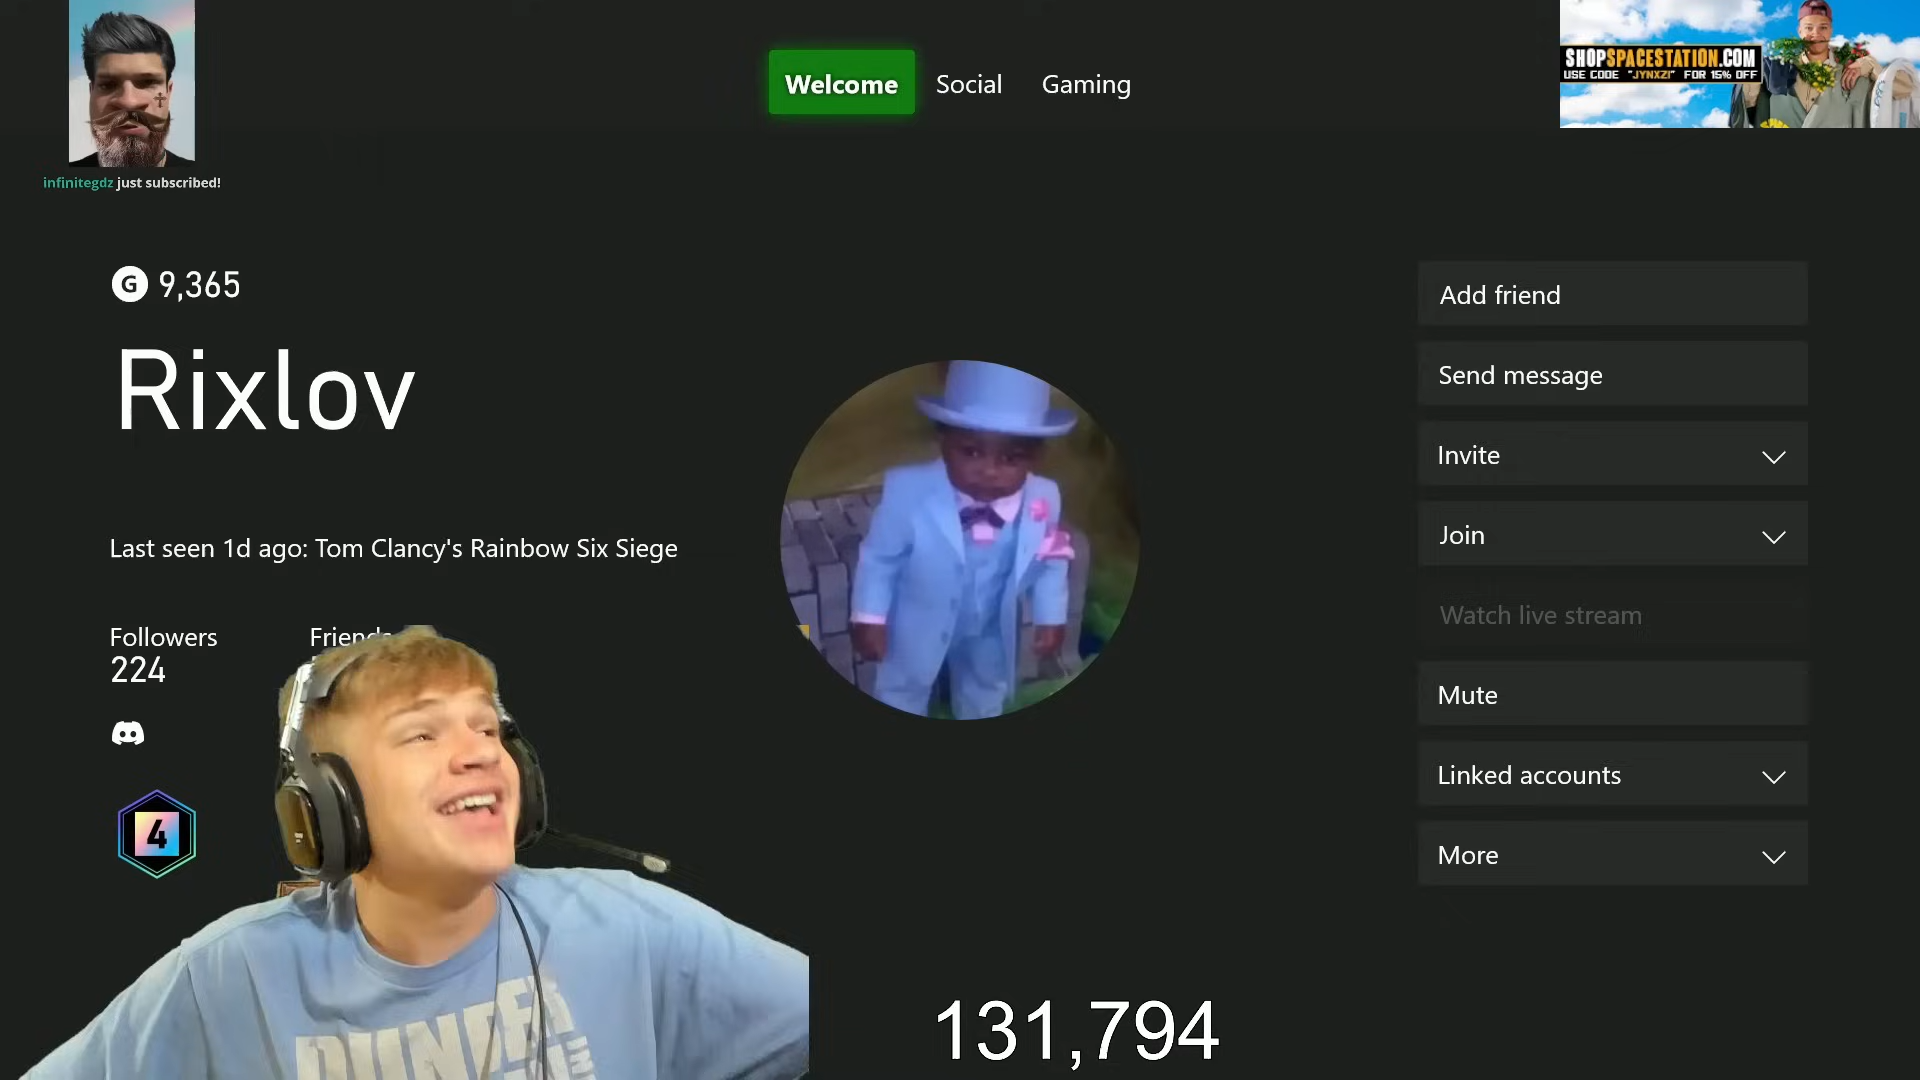 infinitegdz just subscribed!
Welcome
Social
Gaming
SHOPSPACESTATION.COM
USE CODE "JYNXZI" FOR 15% OFF
G 9,365
Rixlov
Last seen 1d ago: Tom Clancy's Rainbow Six Siege
Followers
224
Friends
4
Add friend
Send message
Invite
Join
Watch live stream
Mute
Linked accounts
More
131,794